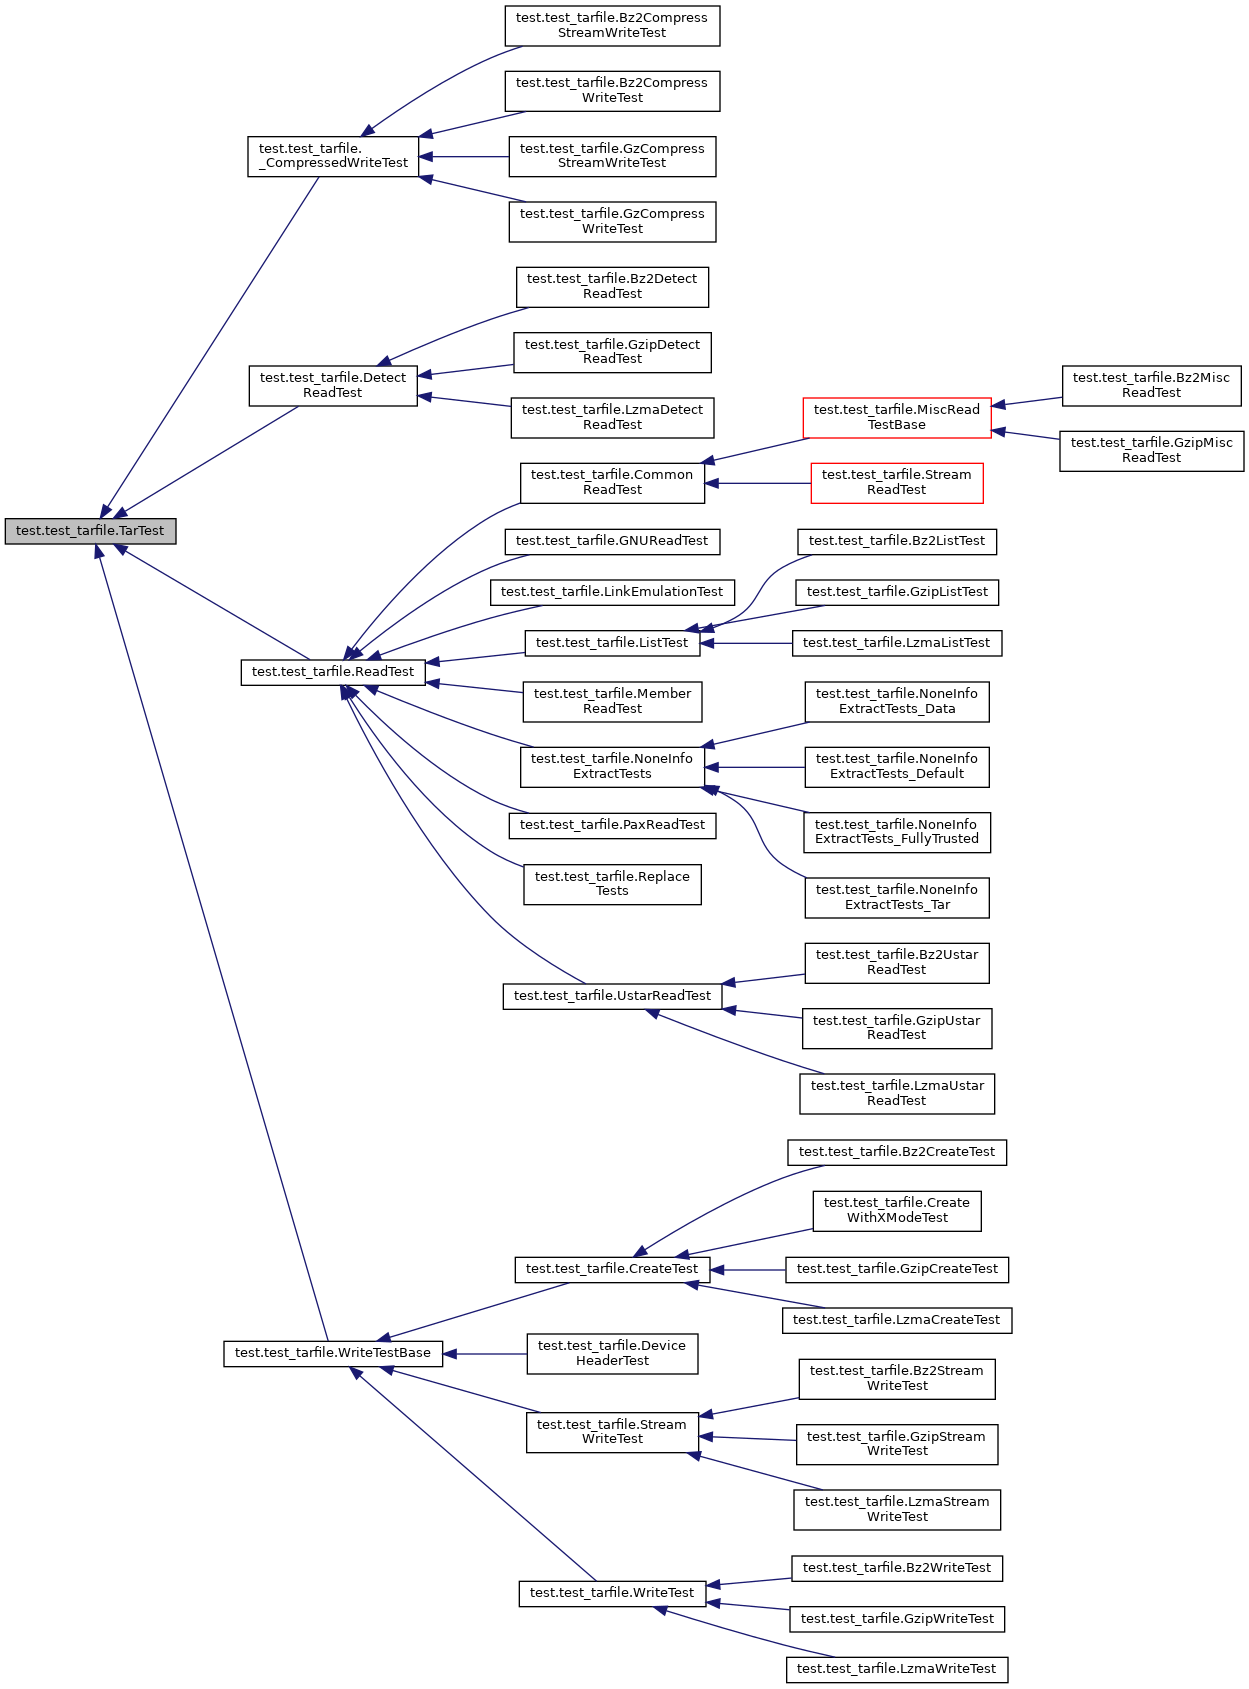 test.test_tarfile.Bz2Compress
StreamWriteTest
test.test_tarfile.Bz2Compress
WriteTest
test.test_tarfile.
_CompressedWriteTest
test.test_tarfile.GzCompress
StreamWriteTest
test.test_tarfile.GzCompress
WriteTest
test.test_tarfile.Bz2Detect
ReadTest
test.test_tarfile.GzipDetect
ReadTest
test.test_tarfile.Detect
ReadTest
test.test_tarfile.LzmaDetect
ReadTest
test.test_tarfile.MiscRead
TestBase
test.test_tarfile.Bz2Misc
ReadTest
test.test_tarfile.GzipMisc
ReadTest
test.test_tarfile.Common
ReadTest
test.test_tarfile.Stream
ReadTest
test.test_tarfile.TarTest
test.test_tarfile.GNUReadTest
test.test_tarfile.Bz2ListTest
test.test_tarfile.LinkEmulationTest
test.test_tarfile.GzipListTest
test.test_tarfile.ListTest
test.test_tarfile.LzmaListTest
test.test_tarfile.ReadTest
test.test_tarfile.Member
ReadTest
test.test_tarfile.NoneInfo
ExtractTests_Data
test.test_tarfile.NoneInfo
ExtractTests
test.test_tarfile.NoneInfo
ExtractTests_Default
test.test_tarfile.PaxReadTest
test.test_tarfile.NoneInfo
ExtractTests_FullyTrusted
test.test_tarfile.Replace
Tests
test.test_tarfile.NoneInfo
ExtractTests_Tar
test.test_tarfile.Bz2Ustar
ReadTest
test.test_tarfile.UstarReadTest
test.test_tarfile.GzipUstar
ReadTest
test.test_tarfile.LzmaUstar
ReadTest
test.test_tarfile.Bz2CreateTest
test.test_tarfile.Create
WithXModeTest
test.test_tarfile.CreateTest
test.test_tarfile.GzipCreateTest
test.test_tarfile.LzmaCreateTest
test.test_tarfile.WriteTestBase
test.test_tarfile.Device
HeaderTest
test.test_tarfile.Bz2Stream
WriteTest
test.test_tarfile.Stream
WriteTest
test.test_tarfile.GzipStream
WriteTest
test.test_tarfile.LzmaStream
WriteTest
test.test_tarfile.Bz2WriteTest
test.test_tarfile.WriteTest
test.test_tarfile.GzipWriteTest
test.test_tarfile.LzmaWriteTest